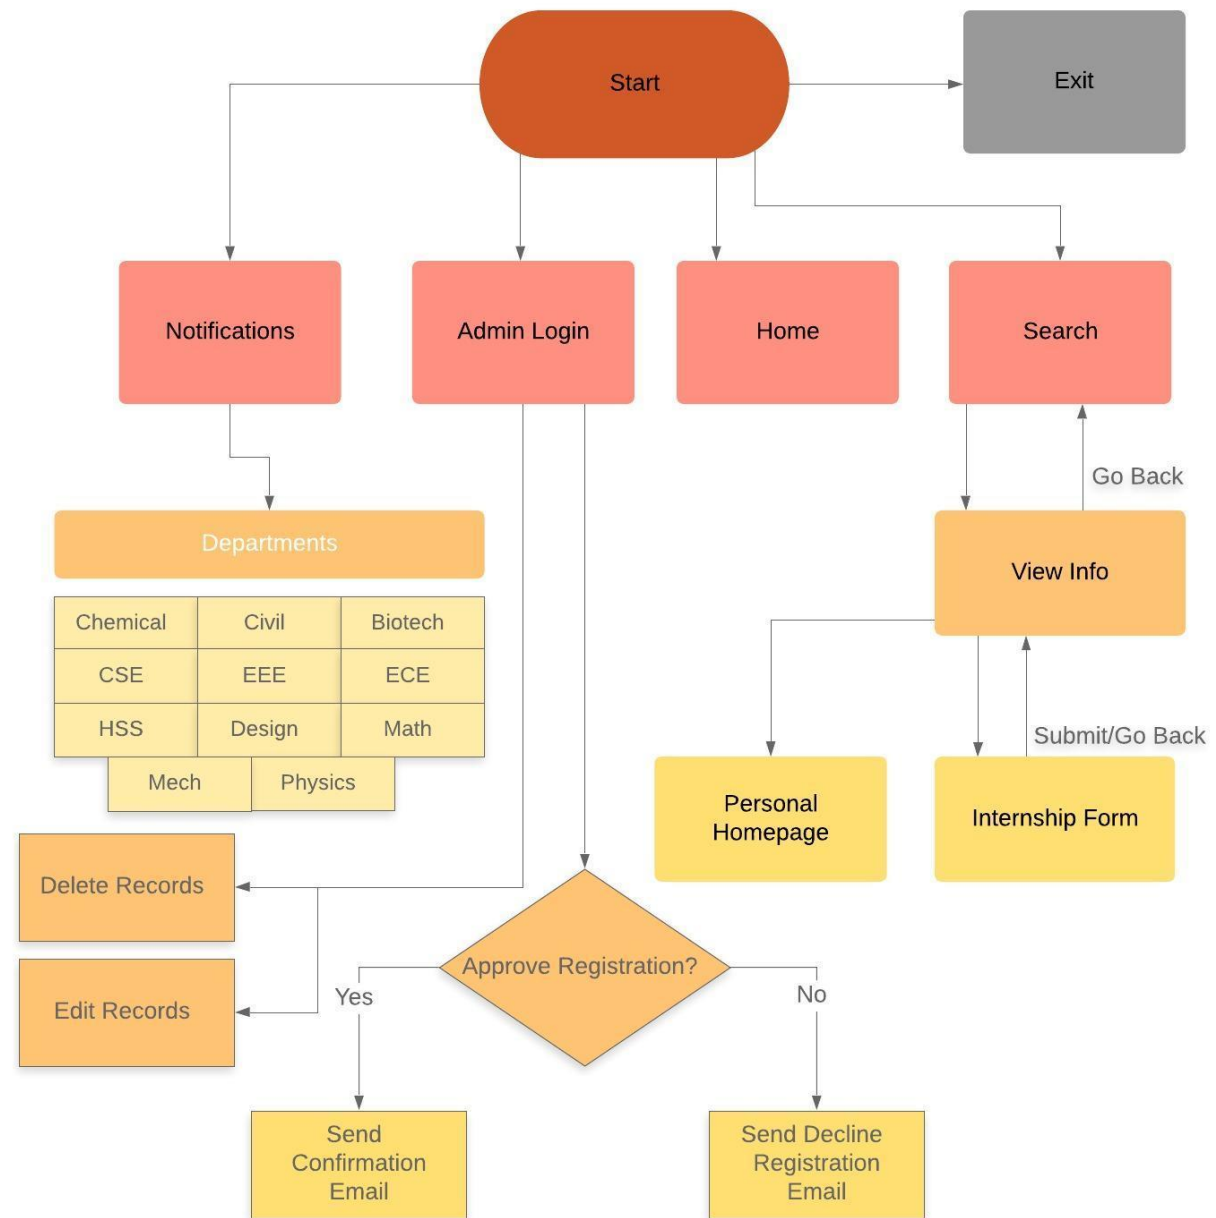 Start
Exit
Notifications
Admin Login
Home
Search
Go Back
Departments
View Info
Chemical
Civil
Biotech
CSE
EEE
ECE
HSS
Design
Math
Submit/Go Back
Mech
Physics
Personal
Homepage
Internship Form
Delete Records
Approve Registration?
Edit Records
Yes
No
Send
Confirmation
Email
Send Decline
Registration
Email